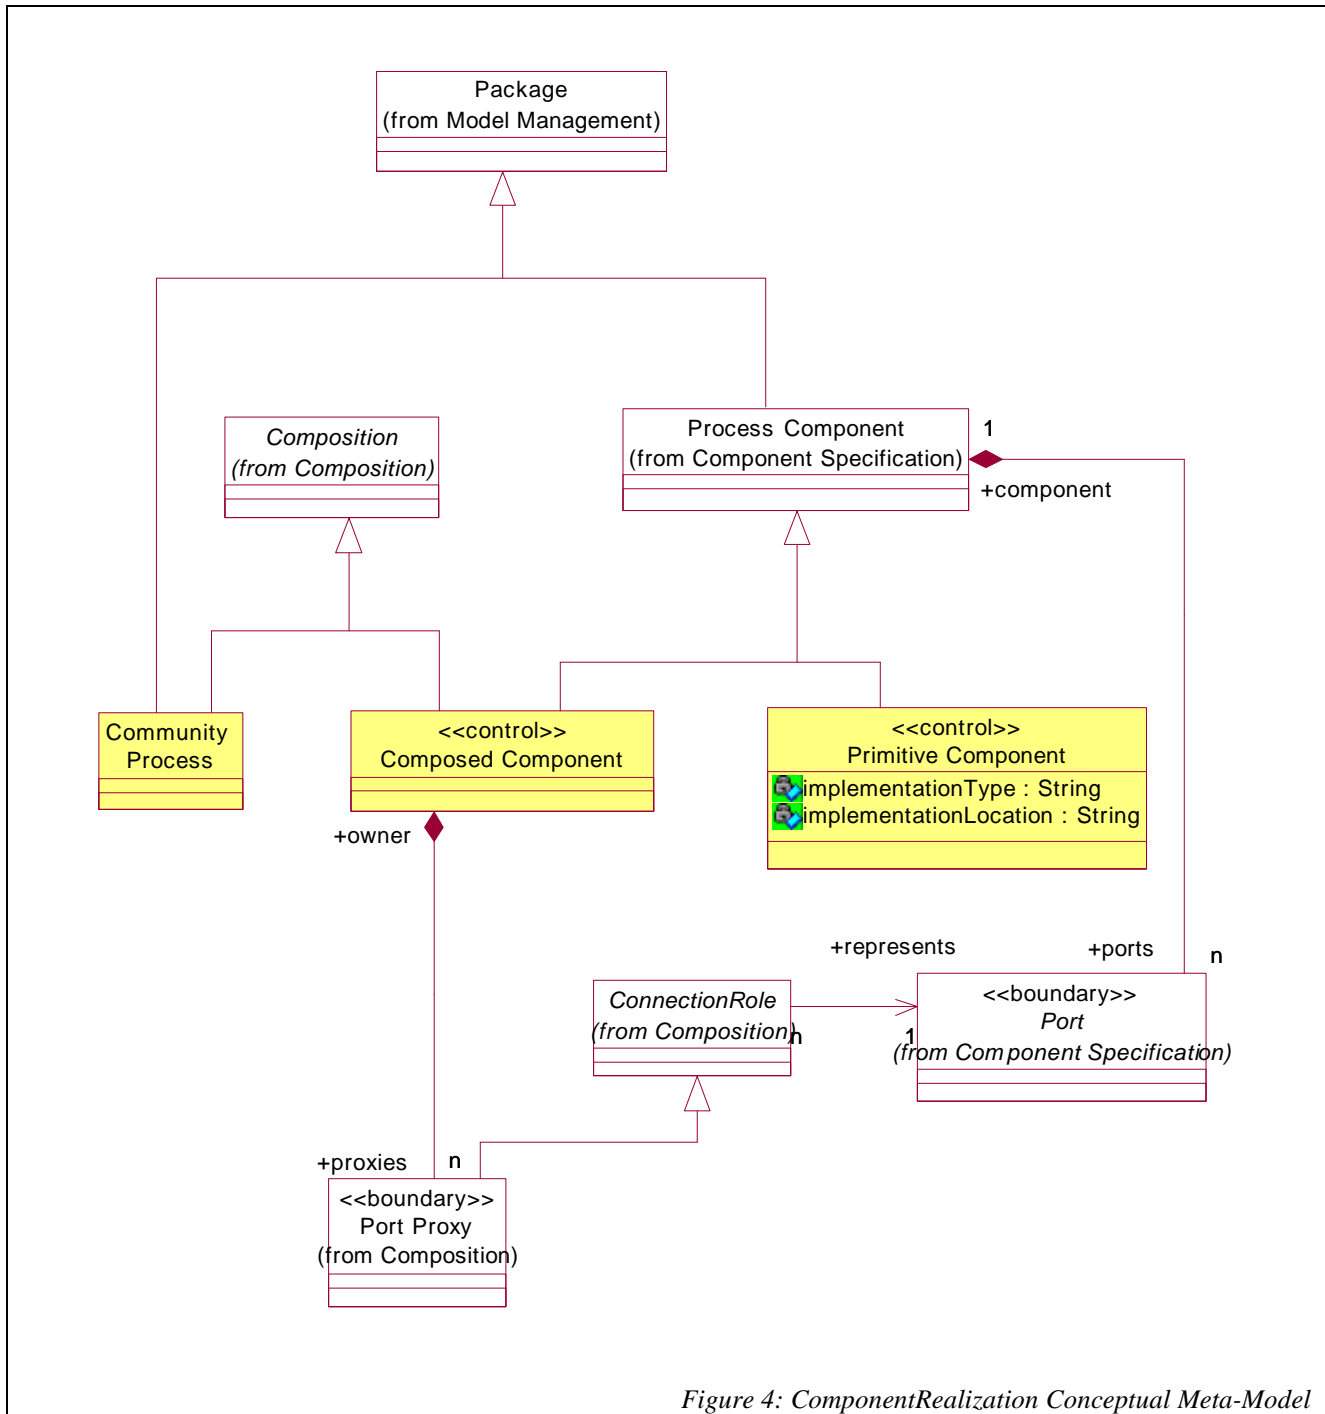 Package
(from Model Management)
Composition
(from Composition)
Process Component
(from Component Specification)
1
+component
Community
Process
<<control>>
Composed Component
<<control>>
Primitive Component
implementationType : String
implementationLocation : String
+owner
+represents
+ports
n
ConnectionRole
(from Composition)
n
1
<<boundary>>
Port
(from Component Specification)
+proxies
n
<<boundary>>
Port Proxy
(from Composition)
Figure 4: ComponentRealization Conceptual Meta-Model